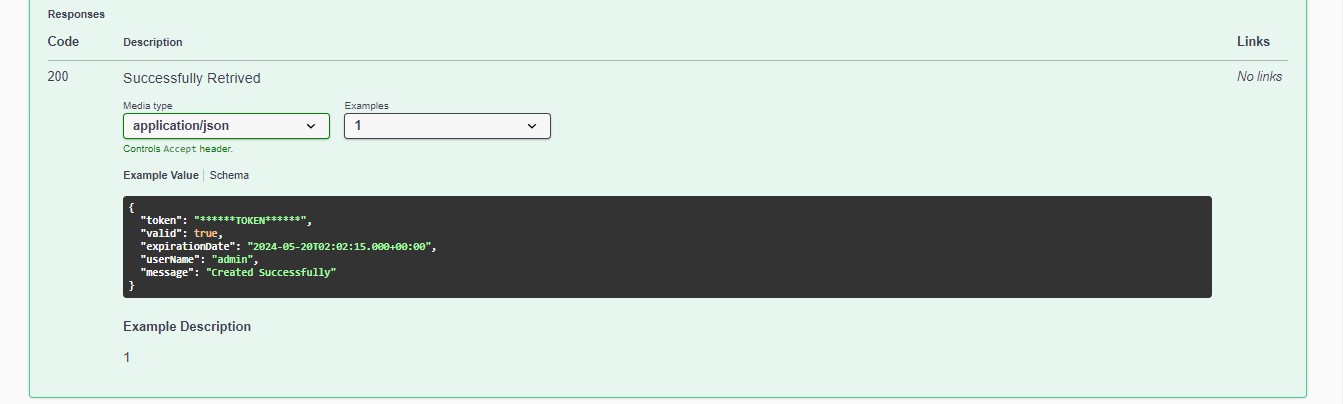 Responses
Code Description Links
200 Successfully Retrived No links
Media type Examples
application/json 1
Controls Accept header.
Example Value Schema
{
"token": "******TOKEN******",
"valid": true,
"expirationDate": "2024-05-20T02:02:15.000+00:00",
"userName": "admin",
"message": "Created Successfully"
}
Example Description
1